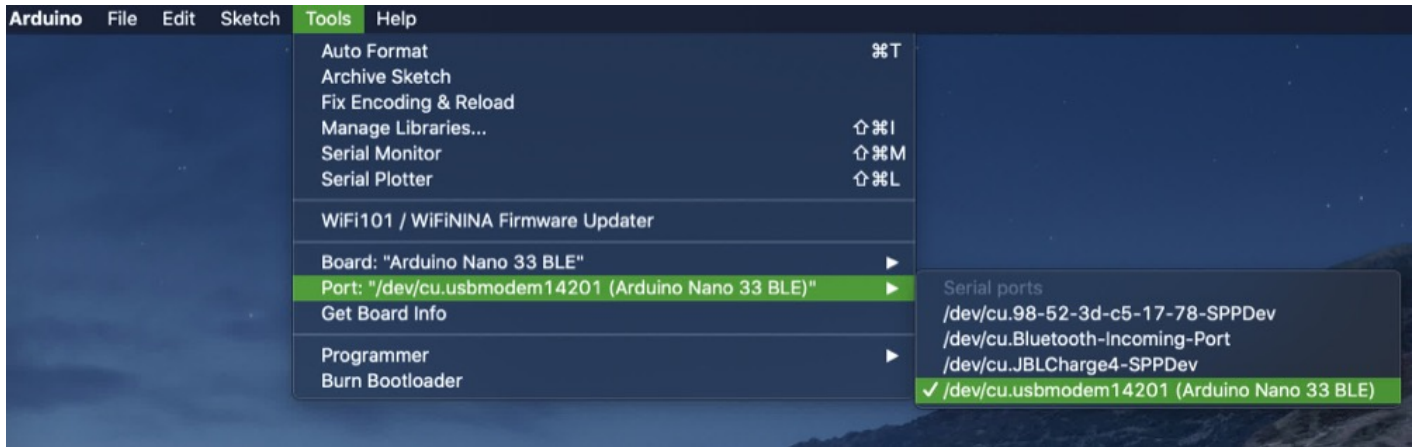 Arduino File Edit Sketch Tools Help
Auto Format ⌘T
Archive Sketch
Fix Encoding & Reload
Manage Libraries... ⇧⌘I
Serial Monitor ⇧⌘M
Serial Plotter ⇧⌘L
WiFi101 / WiFiNINA Firmware Updater
Board: "Arduino Nano 33 BLE" ▶
Port: "/dev/cu.usbmodem14201 (Arduino Nano 33 BLE)" ▶
Get Board Info
Programmer ▶
Burn Bootloader
Serial ports
/dev/cu.98-52-3d-c5-17-78-SPPDev
/dev/cu.Bluetooth-Incoming-Port
/dev/cu.JBLCharge4-SPPDev
✓ /dev/cu.usbmodem14201 (Arduino Nano 33 BLE)